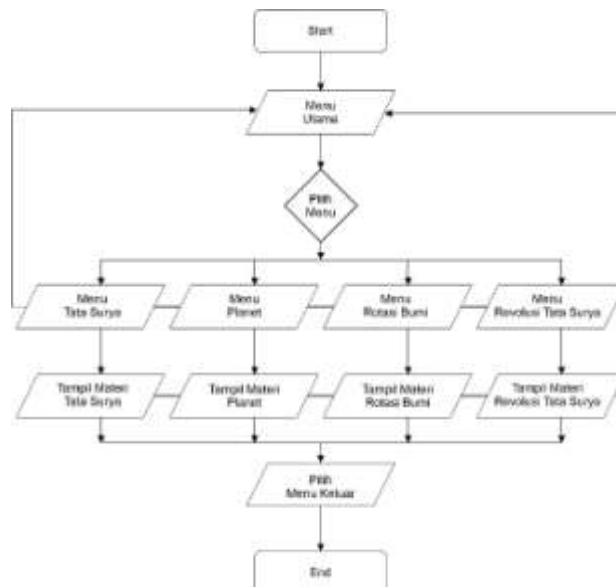 Start
Menu
Utama
Pilih
Menu
Menu
Tata Surya
Menu
Planet
Menu
Rotasi Bumi
Menu
Revolusi Tata Surya
Tampil Materi
Tata Surya
Tampil Materi
Planet
Tampil Materi
Rotasi Bumi
Tampil Materi
Revolusi Tata Surya
Pilih
Menu Keluar
End